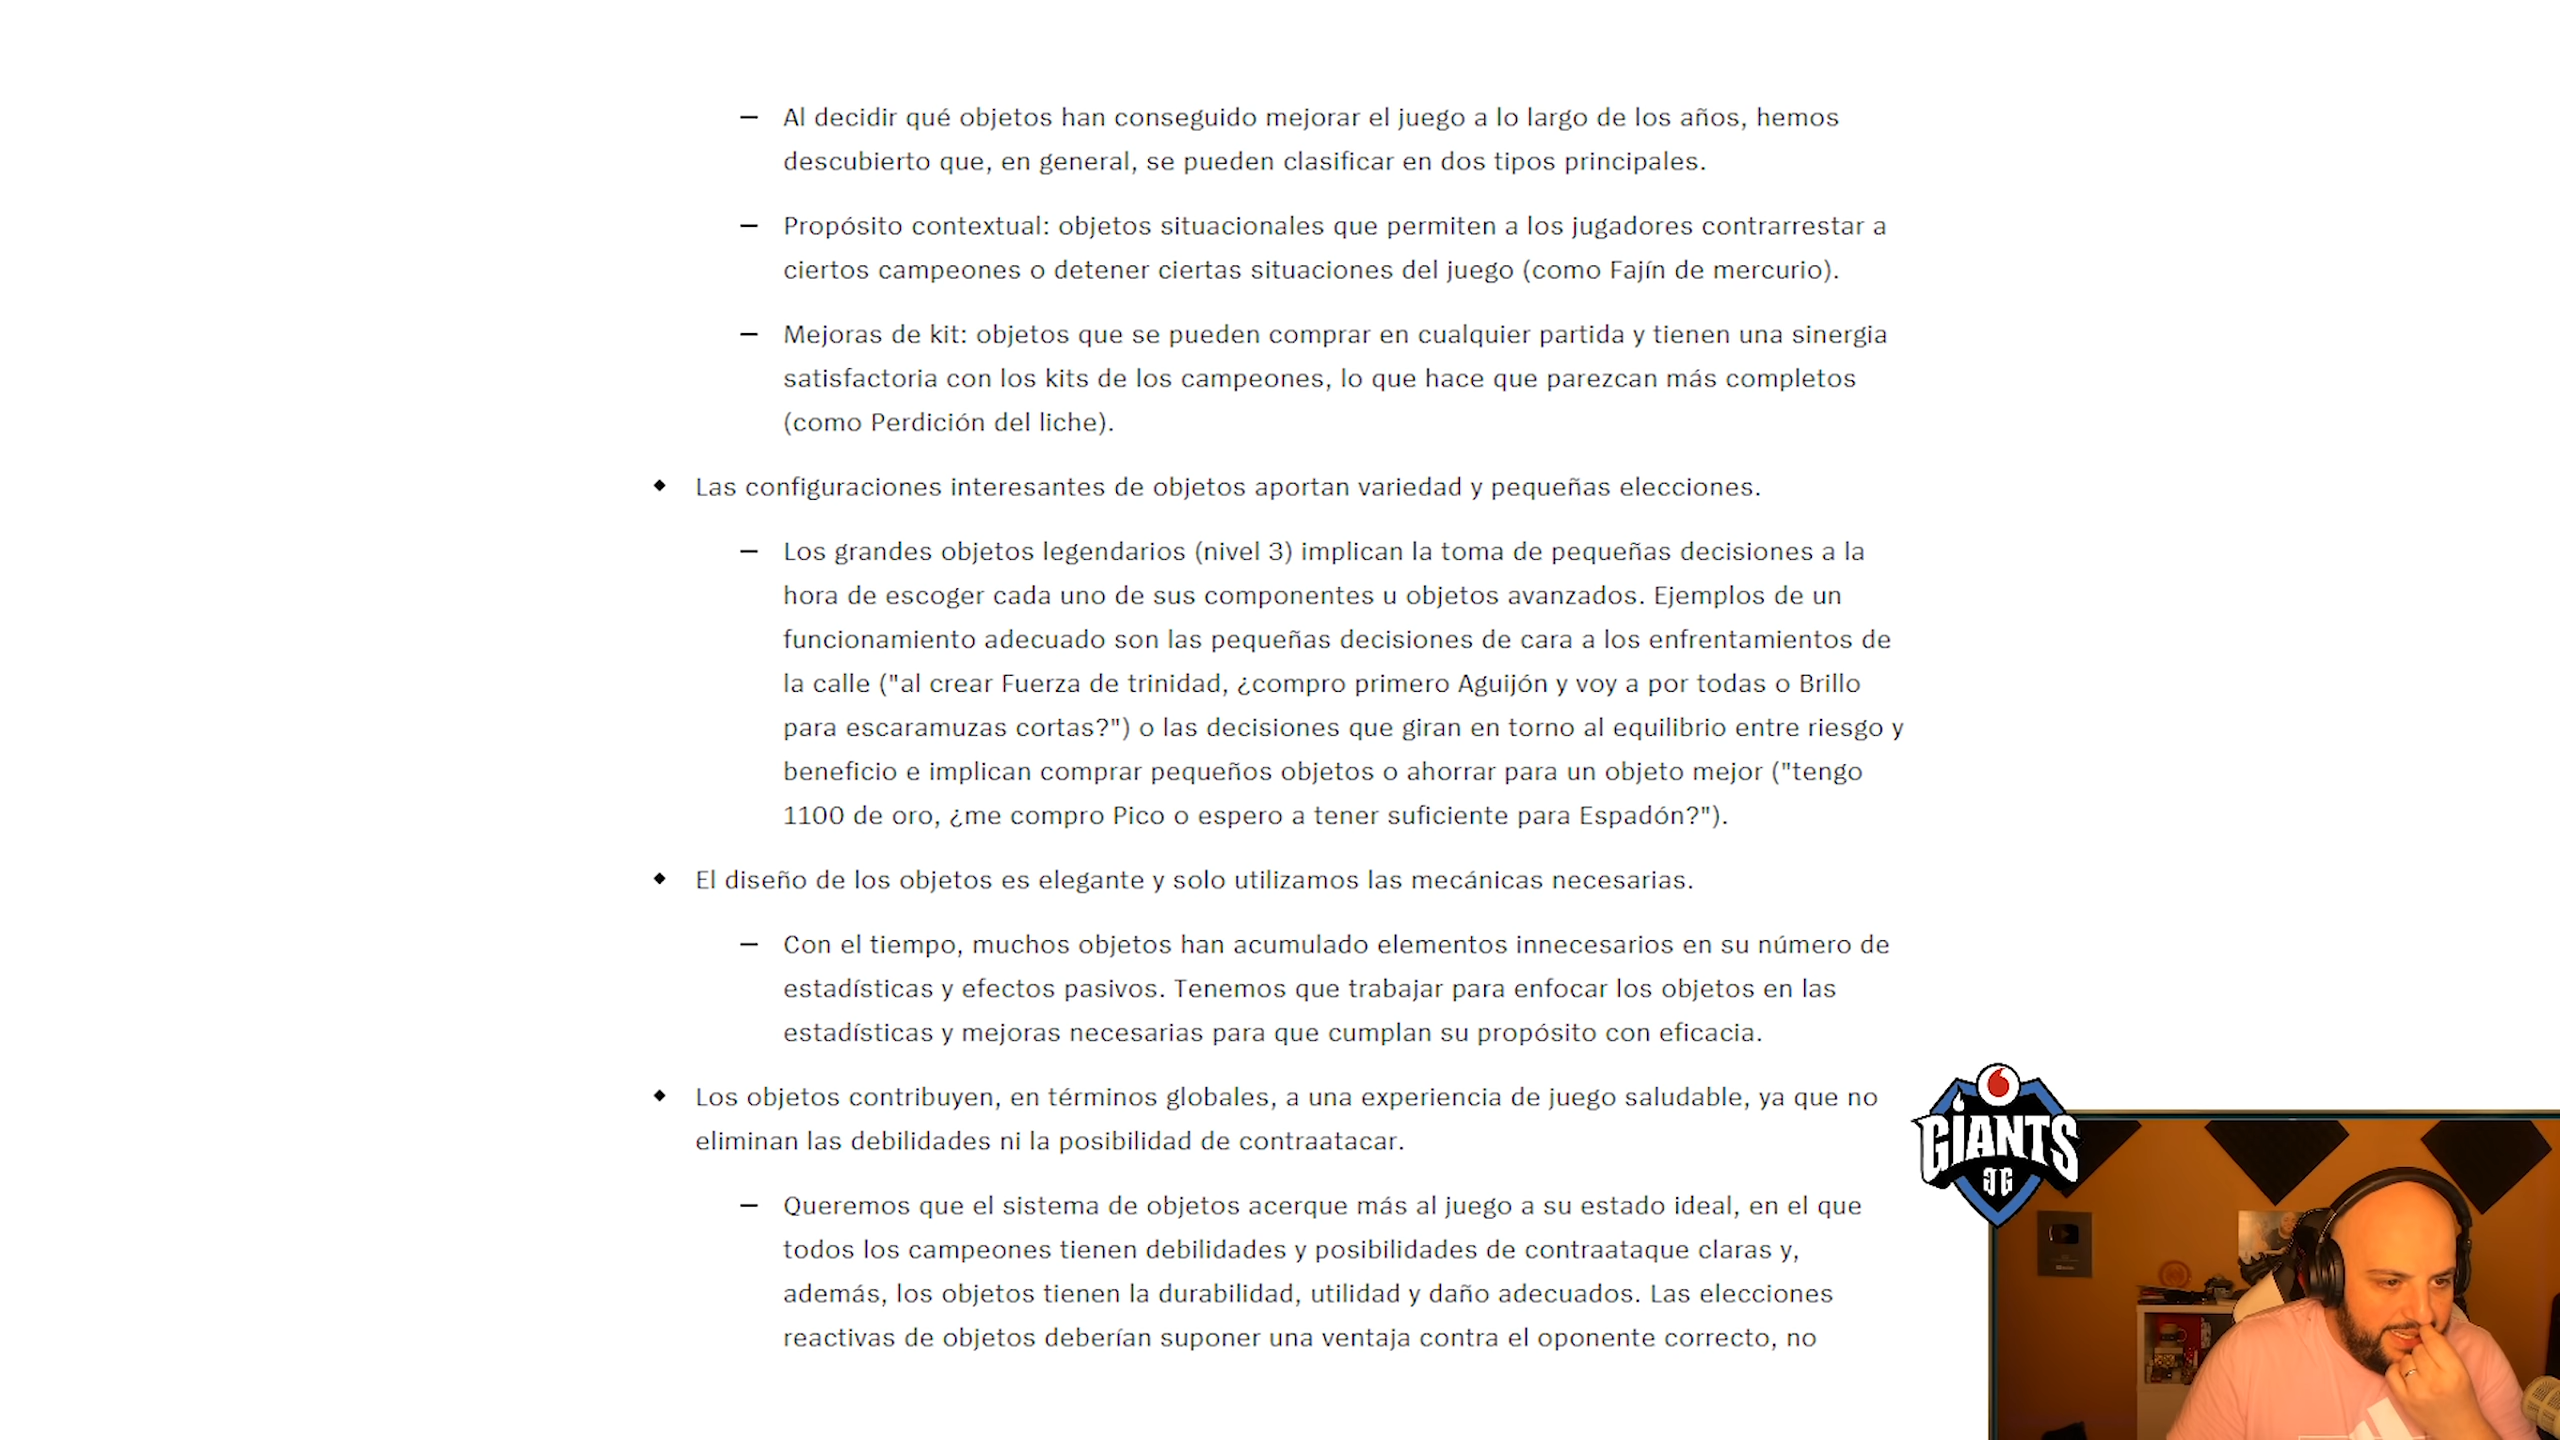 — Al decidir qué objetos han conseguido mejorar el juego a lo largo de los años, hemos
descubierto que, en general, se pueden clasificar en dos tipos principales.
— Propósito contextual: objetos situacionales que permiten a los jugadores contrarrestar a
ciertos campeones o detener ciertas situaciones del juego (como Fajín de mercurio).
— Mejoras de kit: objetos que se pueden comprar en cualquier partida y tienen una sinergia
satisfactoria con los kits de los campeones, lo que hace que parezcan más completos
(como Perdición del liche).
◆ Las configuraciones interesantes de objetos aportan variedad y pequeñas elecciones.
— Los grandes objetos legendarios (nivel 3) implican la toma de pequeñas decisiones a la
hora de escoger cada uno de sus componentes u objetos avanzados. Ejemplos de un
funcionamiento adecuado son las pequeñas decisiones de cara a los enfrentamientos de
la calle ("al crear Fuerza de trinidad, ¿compro primero Aguijón y voy a por todas o Brillo
para escaramuzas cortas?") o las decisiones que giran en torno al equilibrio entre riesgo y
beneficio e implican comprar pequeños objetos o ahorrar para un objeto mejor ("tengo
1100 de oro, ¿me compro Pico o espero a tener suficiente para Espadón?").
◆ El diseño de los objetos es elegante y solo utilizamos las mecánicas necesarias.
— Con el tiempo, muchos objetos han acumulado elementos innecesarios en su número de
estadísticas y efectos pasivos. Tenemos que trabajar para enfocar los objetos en las
estadísticas y mejoras necesarias para que cumplan su propósito con eficacia.
◆ Los objetos contribuyen, en términos globales, a una experiencia de juego saludable, ya que no
eliminan las debilidades ni la posibilidad de contraatacar.
— Queremos que el sistema de objetos acerque más al juego a su estado ideal, en el que
todos los campeones tienen debilidades y posibilidades de contraataque claras y,
además, los objetos tienen la durabilidad, utilidad y daño adecuados. Las elecciones
reactivas de objetos deberían suponer una ventaja contra el oponente correcto, no
GIANTS
GG